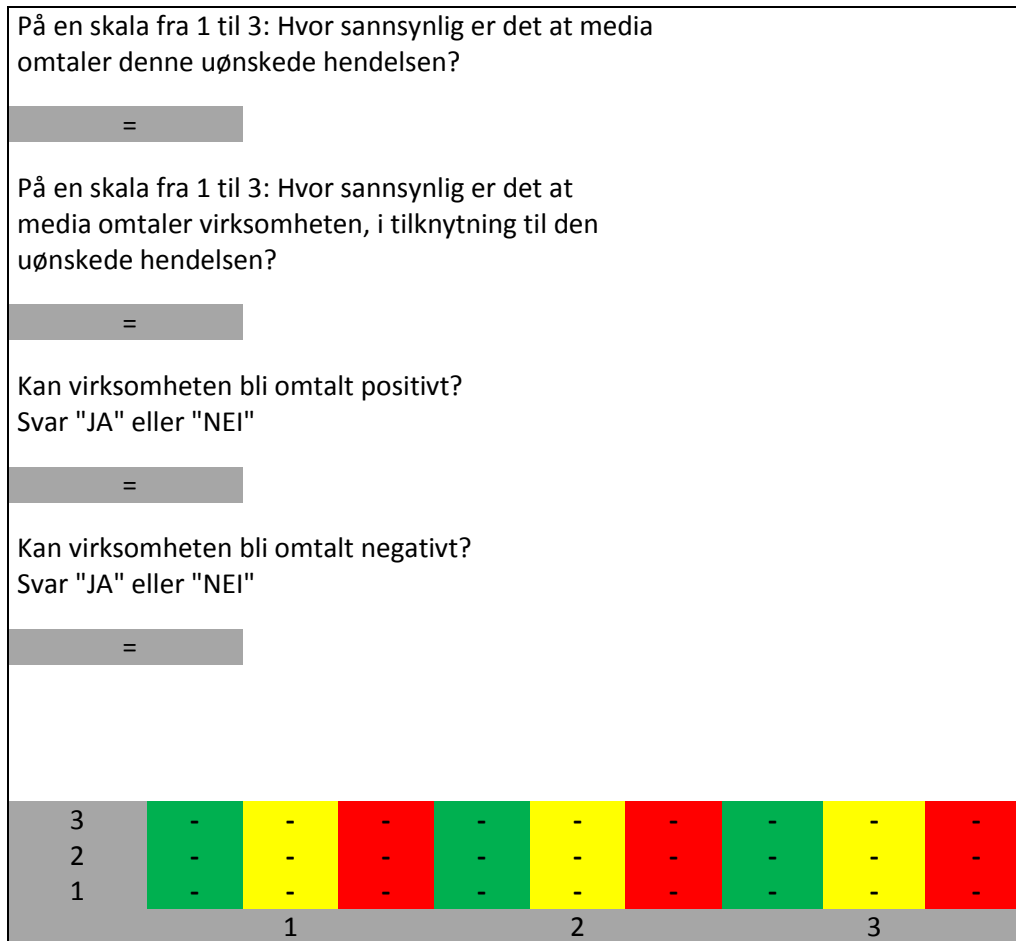 På en skala fra 1 til 3: Hvor sannsynlig er det at media
omtaler denne uønskede hendelsen?
=
På en skala fra 1 til 3: Hvor sannsynlig er det at
media omtaler virksomheten, i tilknytning til den
uønskede hendelsen?
=
Kan virksomheten bli omtalt positivt?
Svar "JA" eller "NEI"
=
Kan virksomheten bli omtalt negativt?
Svar "JA" eller "NEI"
=
3 - - - - - - - - -
2 - - - - - - - - -
1 - - - - - - - - -
1 2 3